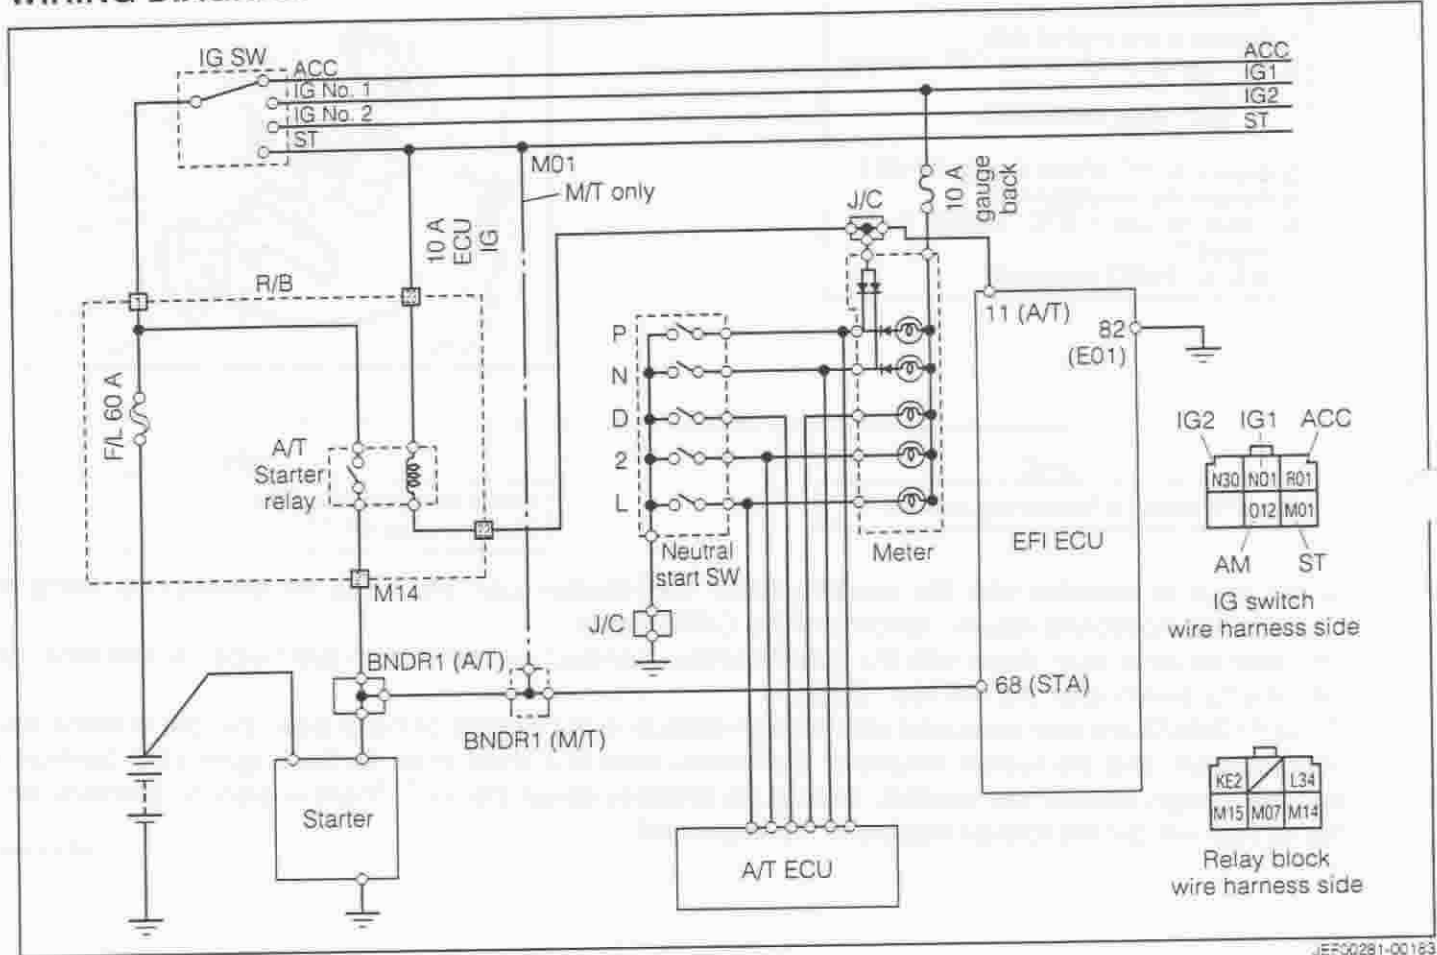 IG SW
ACC
IG No. 1
IG No. 2
ST
ACC
IG1
IG2
ST
M01
M/T only
10 A
ECU
IG
J/C
10 A
gauge
back
R/B
F/L 60 A
A/T
Starter
relay
P
N
D
2
L
Neutral
start SW
Meter
11 (A/T)
82
(E01)
EFI ECU
68 (STA)
IG2
IG1
ACC
N30
N01
R01
O12
M01
AM
ST
IG switch
wire harness side
M14
J/C
BNDR1 (A/T)
BNDR1 (M/T)
Starter
A/T ECU
KE2
L34
M15
M07
M14
Relay block
wire harness side
JEF00281-00183